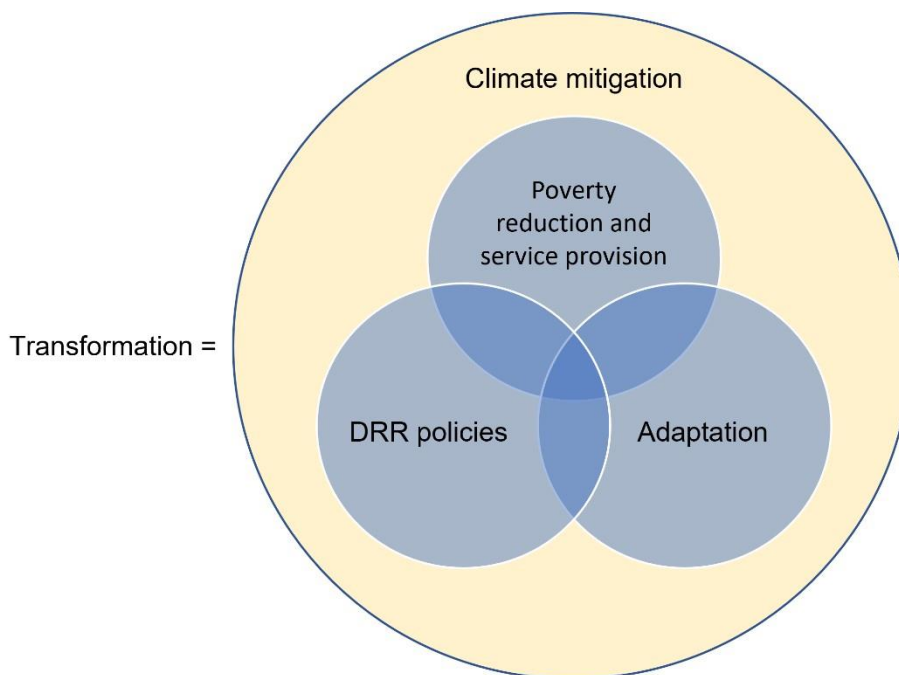 Climate mitigation
Poverty
reduction and
service provision
Transformation =
DRR policies
Adaptation